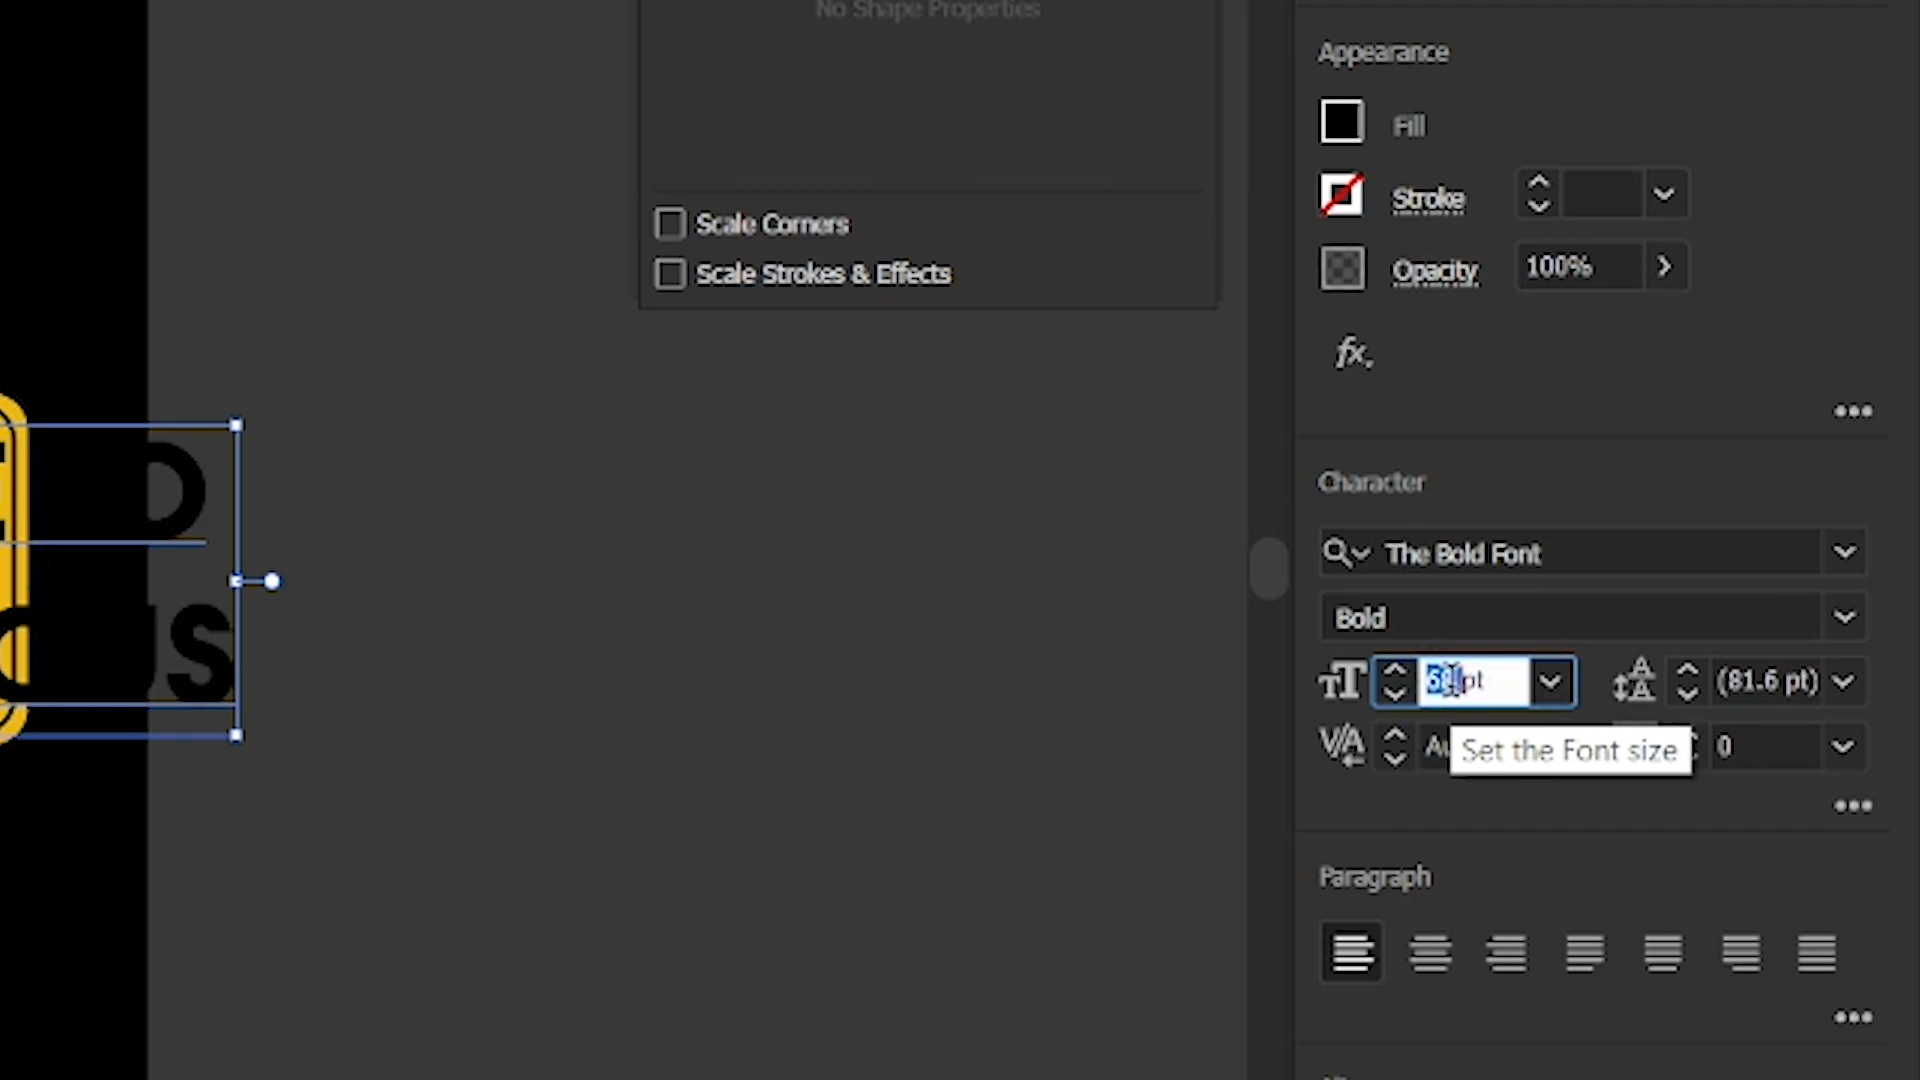 No Shape Properties
Scale Corners
Scale Strokes & Effects
D
US
Appearance
Fill
Stroke
Opacity 100%
fx.
Character
The Bold Font
Bold
pt (81.6 pt)
0
Set the Font size
Paragraph